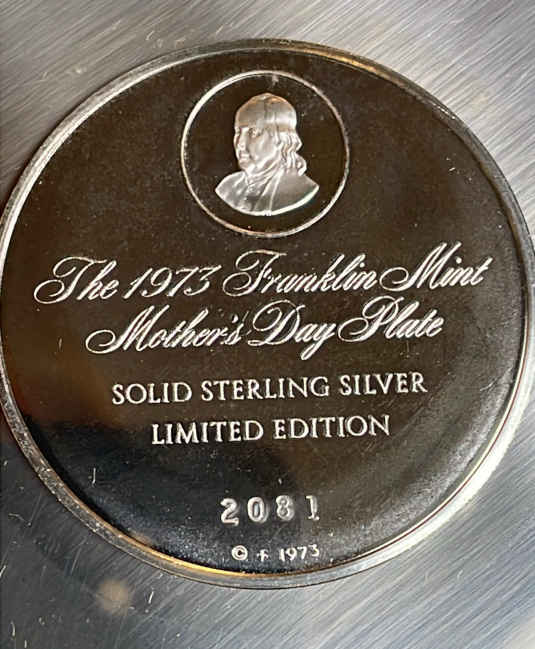 The 1973 Franklin Mint
Mother's Day Plate
SOLID STERLING SILVER
LIMITED EDITION
2081
© f 1973